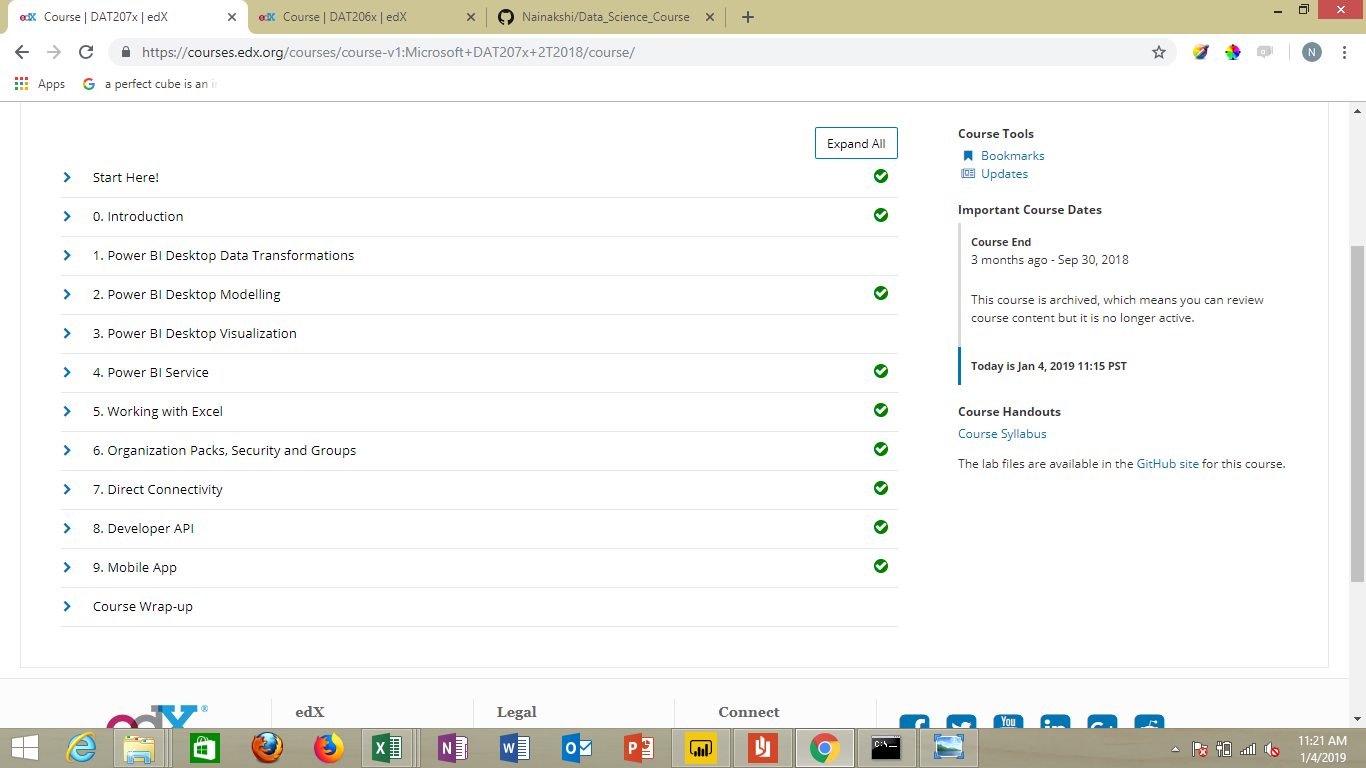 Course | DAT207x | edX
Course | DAT206x | edX
Nainakshi/Data_Science_Course
https://courses.edx.org/courses/course-v1:Microsoft+DAT207x+2T2018/course/
N
Apps
a perfect cube is an
Expand All
Start Here!
0. Introduction
1. Power BI Desktop Data Transformations
2. Power BI Desktop Modelling
3. Power BI Desktop Visualization
4. Power BI Service
5. Working with Excel
6. Organization Packs, Security and Groups
7. Direct Connectivity
8. Developer API
9. Mobile App
Course Wrap-up
Course Tools
Bookmarks
Updates
Important Course Dates
Course End
3 months ago - Sep 30, 2018
This course is archived, which means you can review
course content but it is no longer active.
Today is Jan 4, 2019 11:15 PST
Course Handouts
Course Syllabus
The lab files are available in the GitHub site for this course.
edX
edX
Legal
Connect
You
11:21 AM
1/4/2019